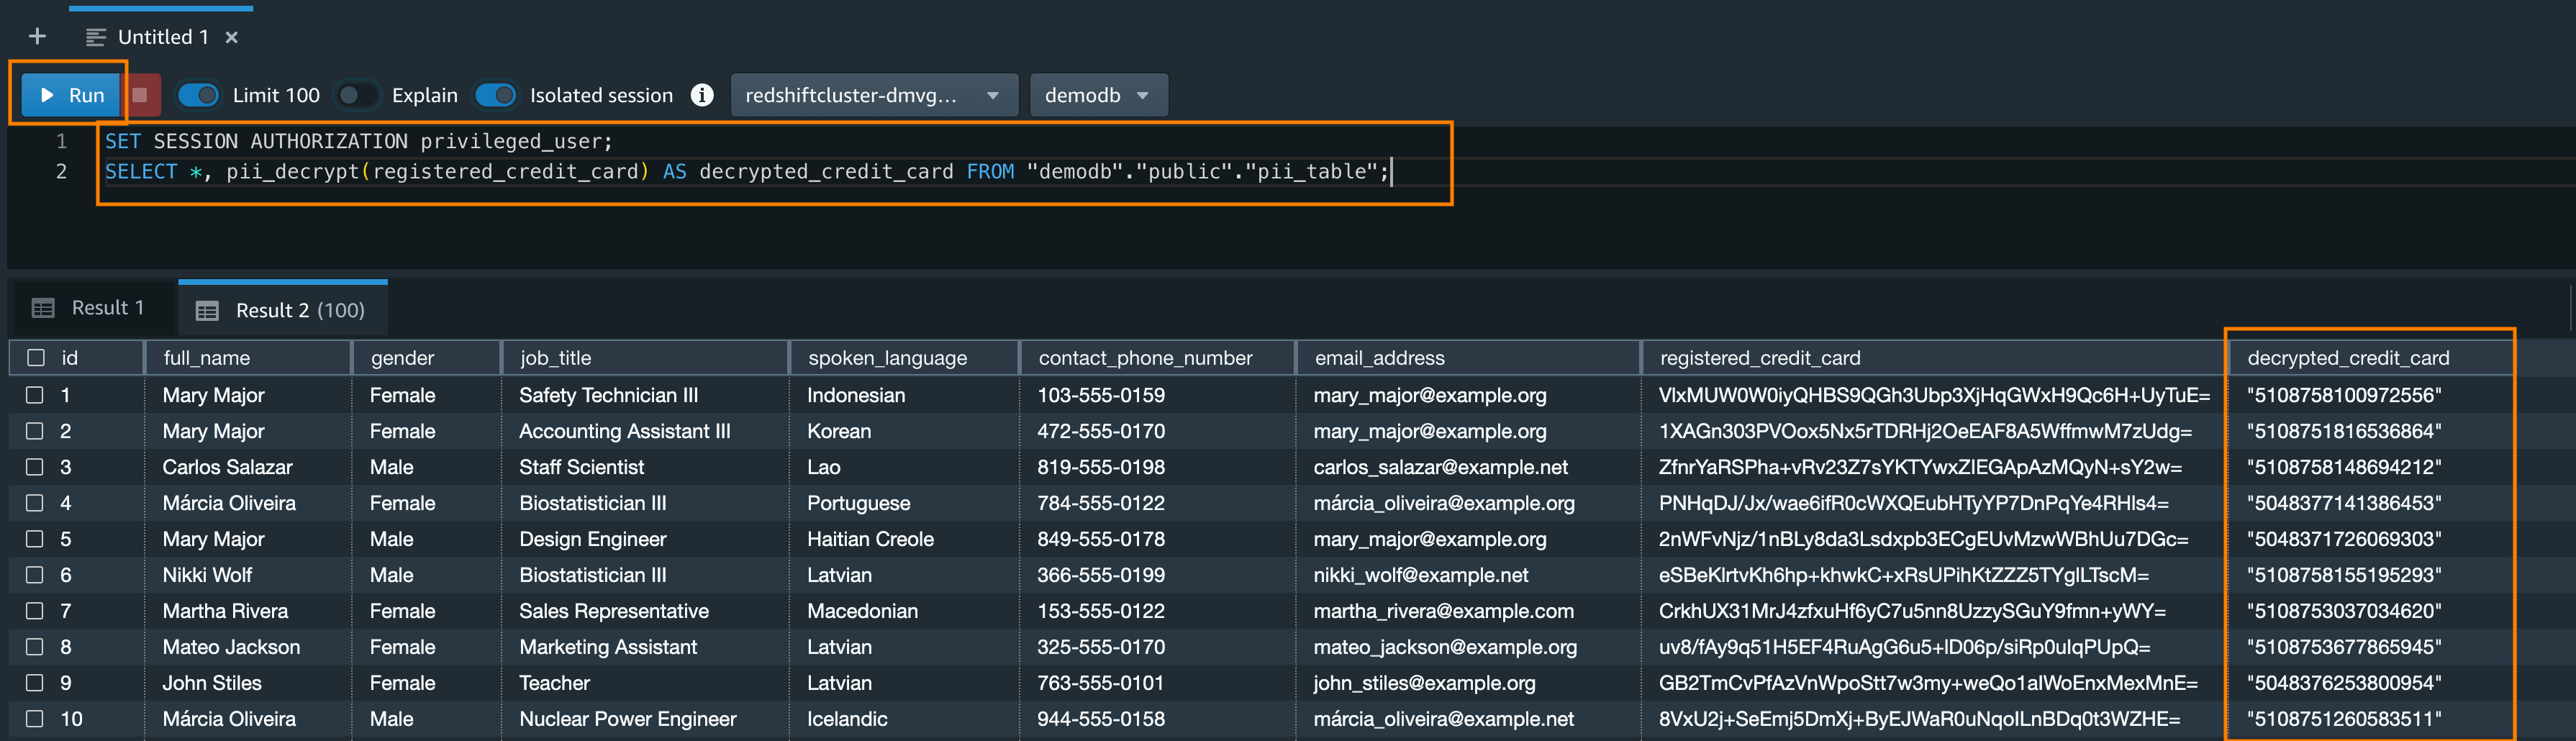 Untitled 1
Run Limit 100 Explain Isolated session redshiftcluster-dmvg... demodb
1 SET SESSION AUTHORIZATION privileged_user;
2 SELECT *, pii_decrypt(registered_credit_card) AS decrypted_credit_card FROM "demodb"."public"."pii_table";
Result 1 Result 2 (100)
id full_name gender job_title spoken_language contact_phone_number email_address registered_credit_card decrypted_credit_card
1 Mary Major Female Safety Technician III Indonesian 103-555-0159 mary_major@example.org VlxMUW0W0iyQHBS9QGh3Ubp3XjHqGWxH9Qc6H+UyTuE= "5108758100972556"
2 Mary Major Female Accounting Assistant III Korean 472-555-0170 mary_major@example.org 1XAGn303PVOox5Nx5rTDRHj2OeEAF8A5WffmwM7zUdg= "5108751816536864"
3 Carlos Salazar Male Staff Scientist Lao 819-555-0198 carlos_salazar@example.net ZfnrYaRSPha+vRv23Z7sYKTYwxZIEGApAzMQyN+sY2w= "5108758148694212"
4 Márcia Oliveira Female Biostatistician III Portuguese 784-555-0122 márcia_oliveira@example.org PNHqDJ/Jx/wae6ifR0cWXQEubHTyYP7DnPqYe4RHls4= "5048377141386453"
5 Mary Major Male Design Engineer Haitian Creole 849-555-0178 mary_major@example.org 2nWFvNjz/1nBLy8da3Lsdxpb3ECgEUvMzwWBhUu7DGc= "5048371726069303"
6 Nikki Wolf Male Biostatistician III Latvian 366-555-0199 nikki_wolf@example.net eSBeKlrtvKh6hp+khwkC+xRsUPihKtZZZ5TYglLTscM= "5108758155195293"
7 Martha Rivera Female Sales Representative Macedonian 153-555-0122 martha_rivera@example.com CrkhUX31MrJ4zfxuHf6yC7u5nn8UzzySGuY9fmn+yWY= "5108753037034620"
8 Mateo Jackson Female Marketing Assistant Latvian 325-555-0170 mateo_jackson@example.org uv8/fAy9q51H5EF4RuAgG6u5+lD06p/siRp0uIqPUpQ= "5108753677865945"
9 John Stiles Female Teacher Latvian 763-555-0101 john_stiles@example.org GB2TmCvPfAzVnWpoStt7w3my+weQo1aIWoEnxMexMnE= "5048376253800954"
10 Márcia Oliveira Male Nuclear Power Engineer Icelandic 944-555-0158 márcia_oliveira@example.net 8VxU2j+SeEmj5DmXj+ByEJWaR0uNqoILnBDq0t3WZHE= "5108751260583511"